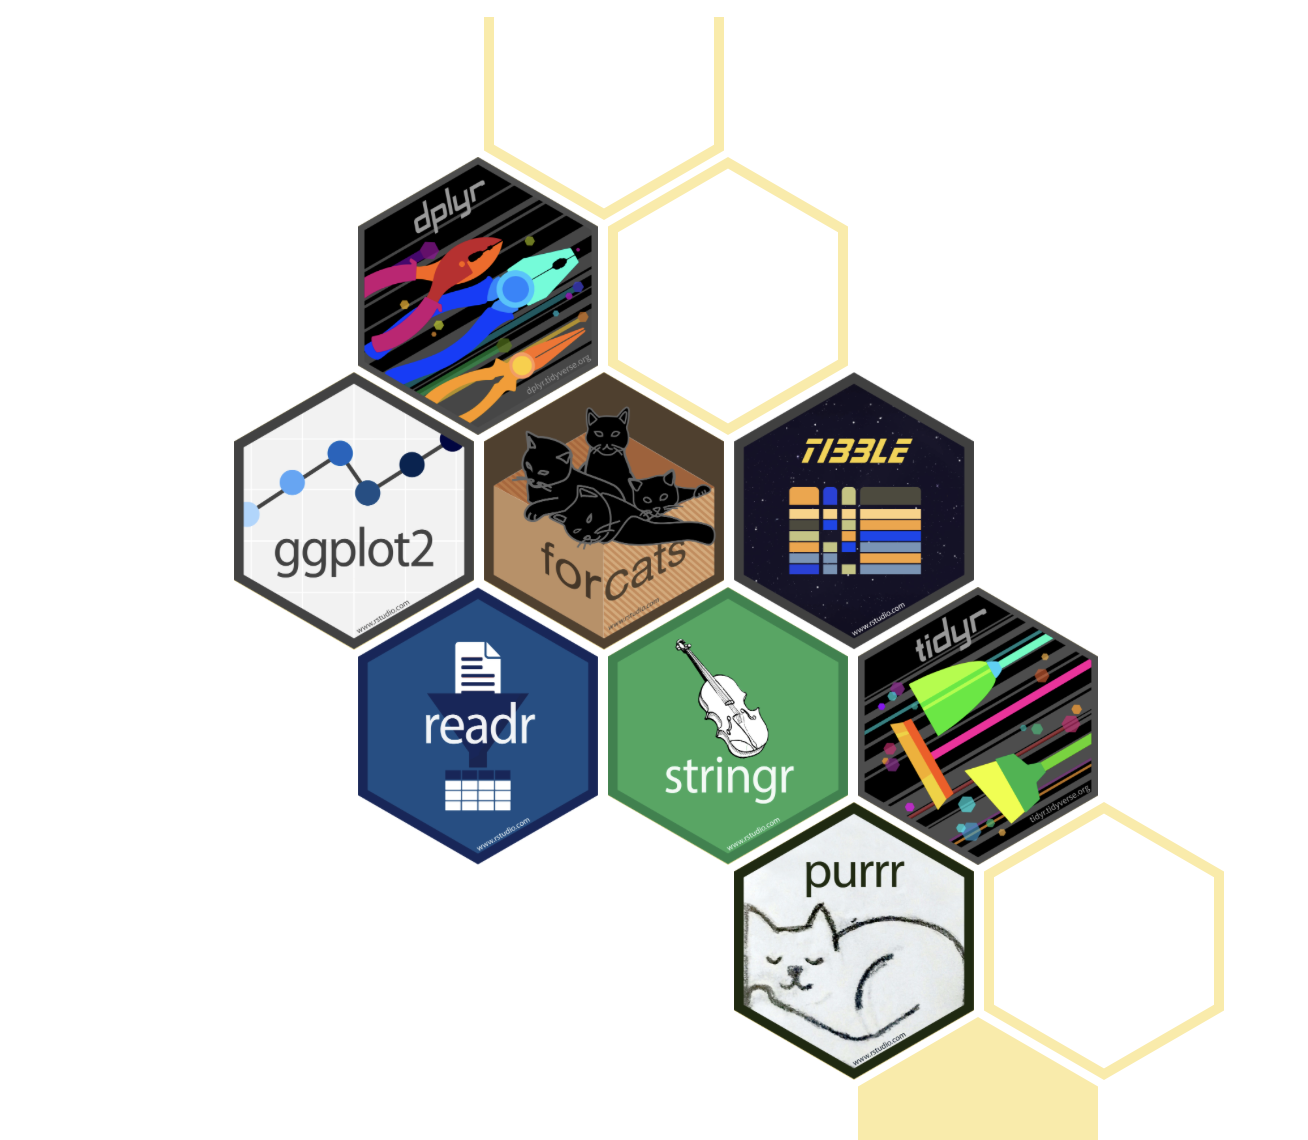 dplyr
dplyr.tidyverse.org
ggplot2
www.rstudio.com
forcats
www.rstudio.com
TIBBLE
www.rstudio.com
readr
www.rstudio.com
stringr
www.rstudio.com
tidyr
tidyr.tidyverse.org
purrr
www.rstudio.com